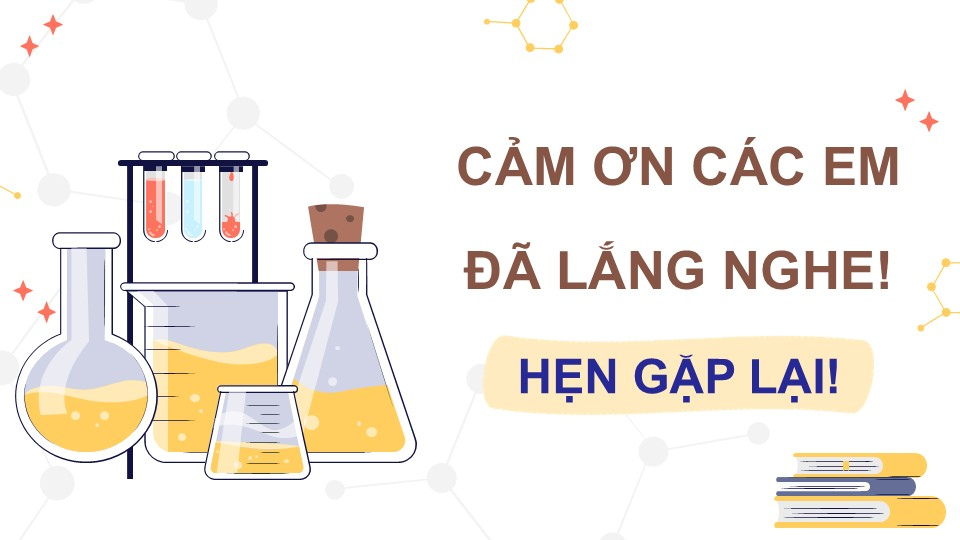 CẢM ƠN CÁC EM
ĐÃ LẮNG NGHE!
HẸN GẶP LẠI!